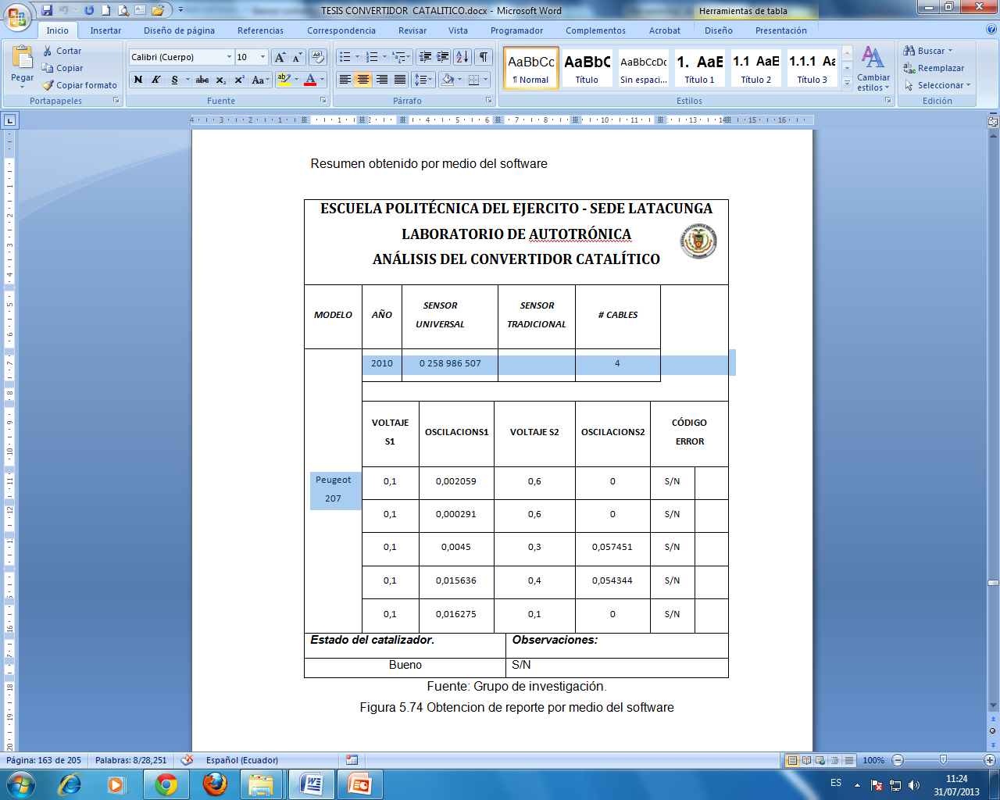 TESIS CONVERTIDOR CATALITICO.docx - Microsoft Word
Herramientas de tabla
Inicio Insertar Diseño de página Referencias Correspondencia Revisar Vista Programador Complementos Acrobat Diseño Presentación
Pegar
Cortar
Copiar
Copiar formato
Portapapeles
Calibri (Cuerpo) 10
N K S abc x₂ x² Aa
Fuente
Párrafo
AaBbCc AaBbC AaBbCcDc 1. AaE 1.1 AaB 1.1.1 Aa
¶ Normal Título Sin espaci... Título 1 Título 2 Título 3
Cambiar estilos
Estilos
Buscar
Reemplazar
Seleccionar
Edición
Resumen obtenido por medio del software
ESCUELA POLITÉCNICA DEL EJERCITO - SEDE LATACUNGA
LABORATORIO DE AUTOTRÓNICA
ANÁLISIS DEL CONVERTIDOR CATALÍTICO
MODELO AÑO SENSOR UNIVERSAL SENSOR TRADICIONAL # CABLES
2010 0 258 986 507 4
VOLTAJE S1 OSCILACIONS1 VOLTAJE S2 OSCILACIONS2 CÓDIGO ERROR
Peugeot 207
0,1 0,002059 0,6 0 S/N
0,1 0,000291 0,6 0 S/N
0,1 0,0045 0,3 0,057451 S/N
0,1 0,015636 0,4 0,054344 S/N
0,1 0,016275 0,1 0 S/N
Estado del catalizador. Observaciones:
Bueno S/N
Fuente: Grupo de investigación.
Figura 5.74 Obtencion de reporte por medio del software
Página: 163 de 205 Palabras: 8/28,251 Español (Ecuador) 100%
ES 11:24
31/07/2013